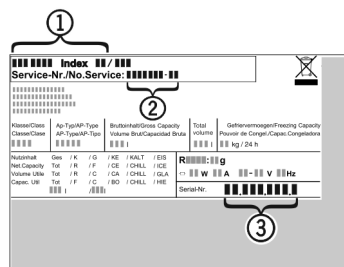 1
Index /
Service-Nr./No.Service: -
2
Klasse/Class Ap-Typ/AP-Type Bruttoinhalt/Gross Capacity Total Gefriervermoegen/Freezing Capacity
Classe/Clase AP-Type/AP-Tipo Volume Brut/Capacidad Bruta volume Pouvoir de Congel./Capac.Congeladora
l l kg / 24 h
Nutzinhalt Ges / K / G / KE / KALT / EIS
Net.Capacity Tot / R / F / CE / CHILL / ICE
Volume Utile Tot / R / C / CA / CHILL / GLA
Capac. Util Tot / F / C / BO / CHILL / HIE
l / l
R : g
W A - V Hz
Serial-Nr. . . .
3